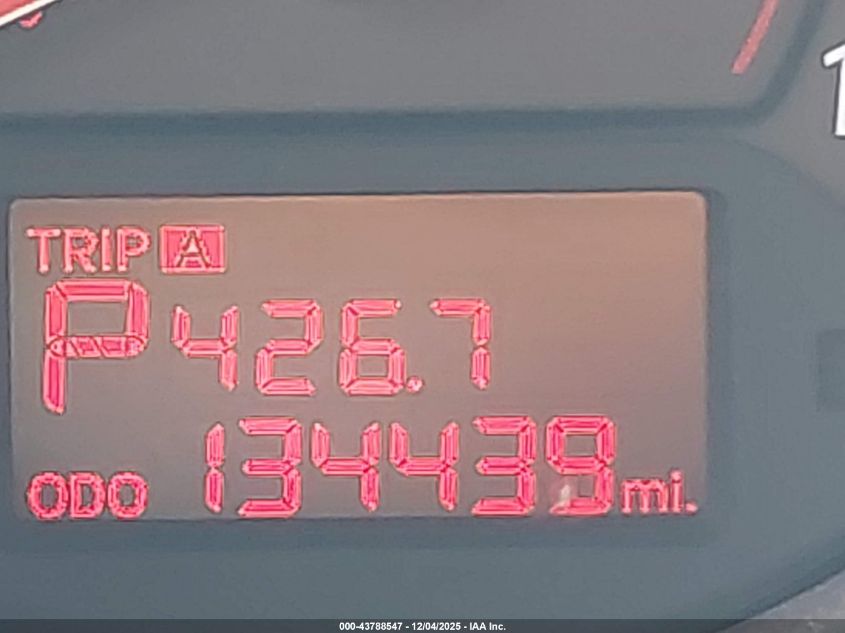 TRIP A
P 426.7
ODO 134439 mi.
000-43788547 - 12/04/2025 - IAA Inc.